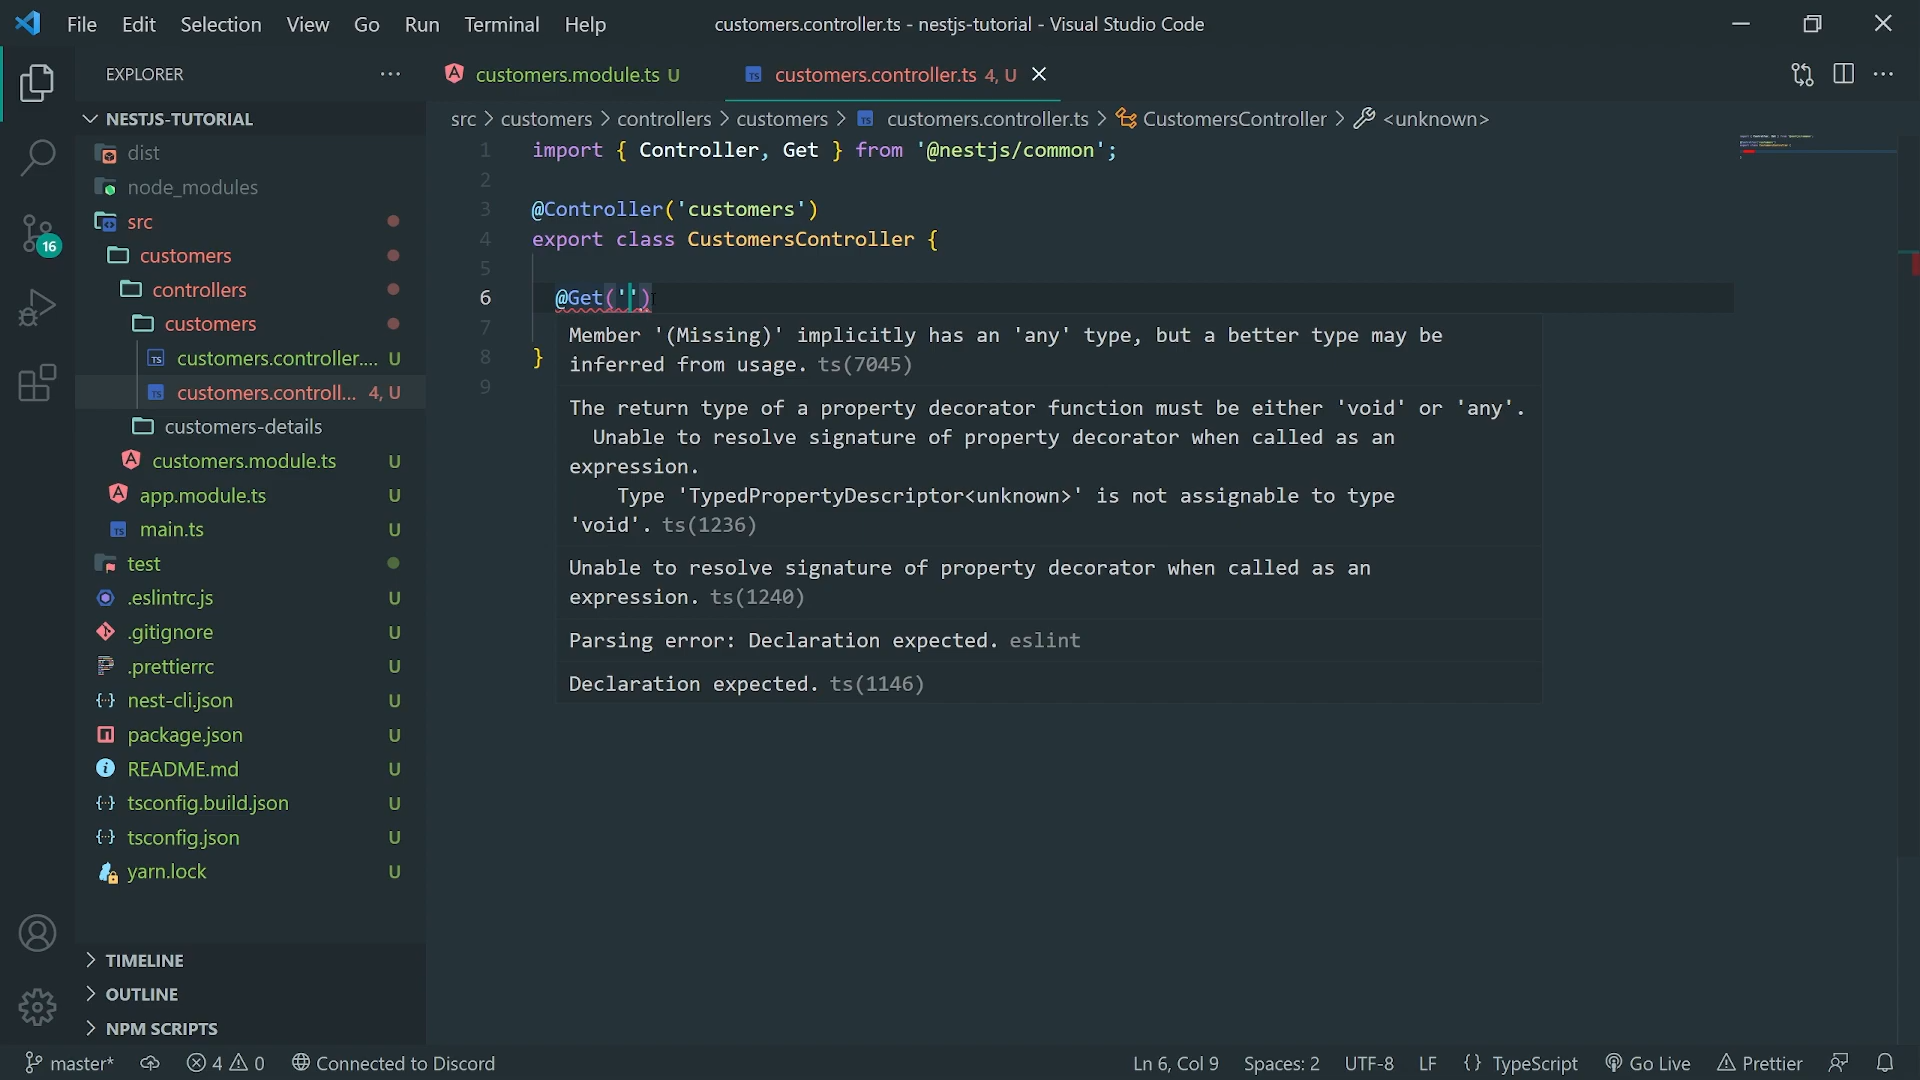 File Edit Selection View Go Run Terminal Help customers.controller.ts - nestjs-tutorial - Visual Studio Code
EXPLORER
NESTJS-TUTORIAL
dist
node_modules
src
customers
controllers
customers
customers.controller.... U
customers.controll... 4, U
customers-details
customers.module.ts U
app.module.ts U
main.ts U
test
.eslintrc.js U
.gitignore U
.prettierrc U
nest-cli.json U
package.json U
README.md U
tsconfig.build.json U
tsconfig.json U
yarn.lock U
TIMELINE
OUTLINE
NPM SCRIPTS
16
customers.module.ts U customers.controller.ts 4, U
src > customers > controllers > customers > customers.controller.ts > CustomersController > <unknown>
1 import { Controller, Get } from '@nestjs/common';
2
3 @Controller('customers')
4 export class CustomersController {
5
6 @Get('')
7
8 }
9
Member '(Missing)' implicitly has an 'any' type, but a better type may be
inferred from usage. ts(7045)
The return type of a property decorator function must be either 'void' or 'any'.
Unable to resolve signature of property decorator when called as an
expression.
Type 'TypedPropertyDescriptor<unknown>' is not assignable to type
'void'. ts(1236)
Unable to resolve signature of property decorator when called as an
expression. ts(1240)
Parsing error: Declaration expected. eslint
Declaration expected. ts(1146)
master* 4 0 Connected to Discord Ln 6, Col 9 Spaces: 2 UTF-8 LF {} TypeScript Go Live Prettier